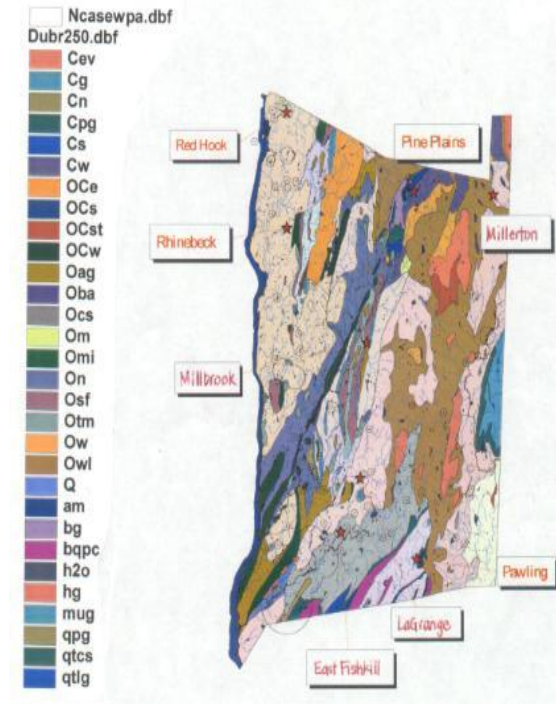 Ncasewpa.dbf
Dubr250.dbf
Cev
Cg
Cn
Cpg
Cs
Cw
OCe
OCs
OCst
OCw
Oag
Oba
Ocs
Om
Omi
On
Osf
Otm
Ow
Owl
Q
am
bg
bqpc
h2o
hg
mug
qpg
qtcs
qtlg
Red Hook
Pine Plains
Rhinebeck
Millerton
Millbrook
Pawling
LaGrange
East Fishkill